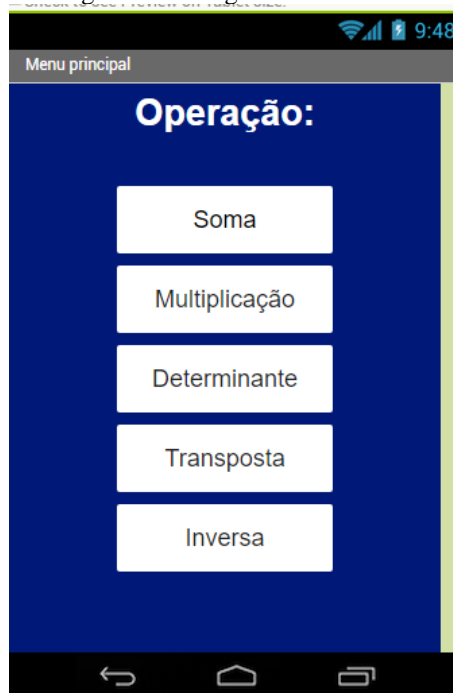 9:48
Menu principal
Operação:
Soma
Multiplicação
Determinante
Transposta
Inversa